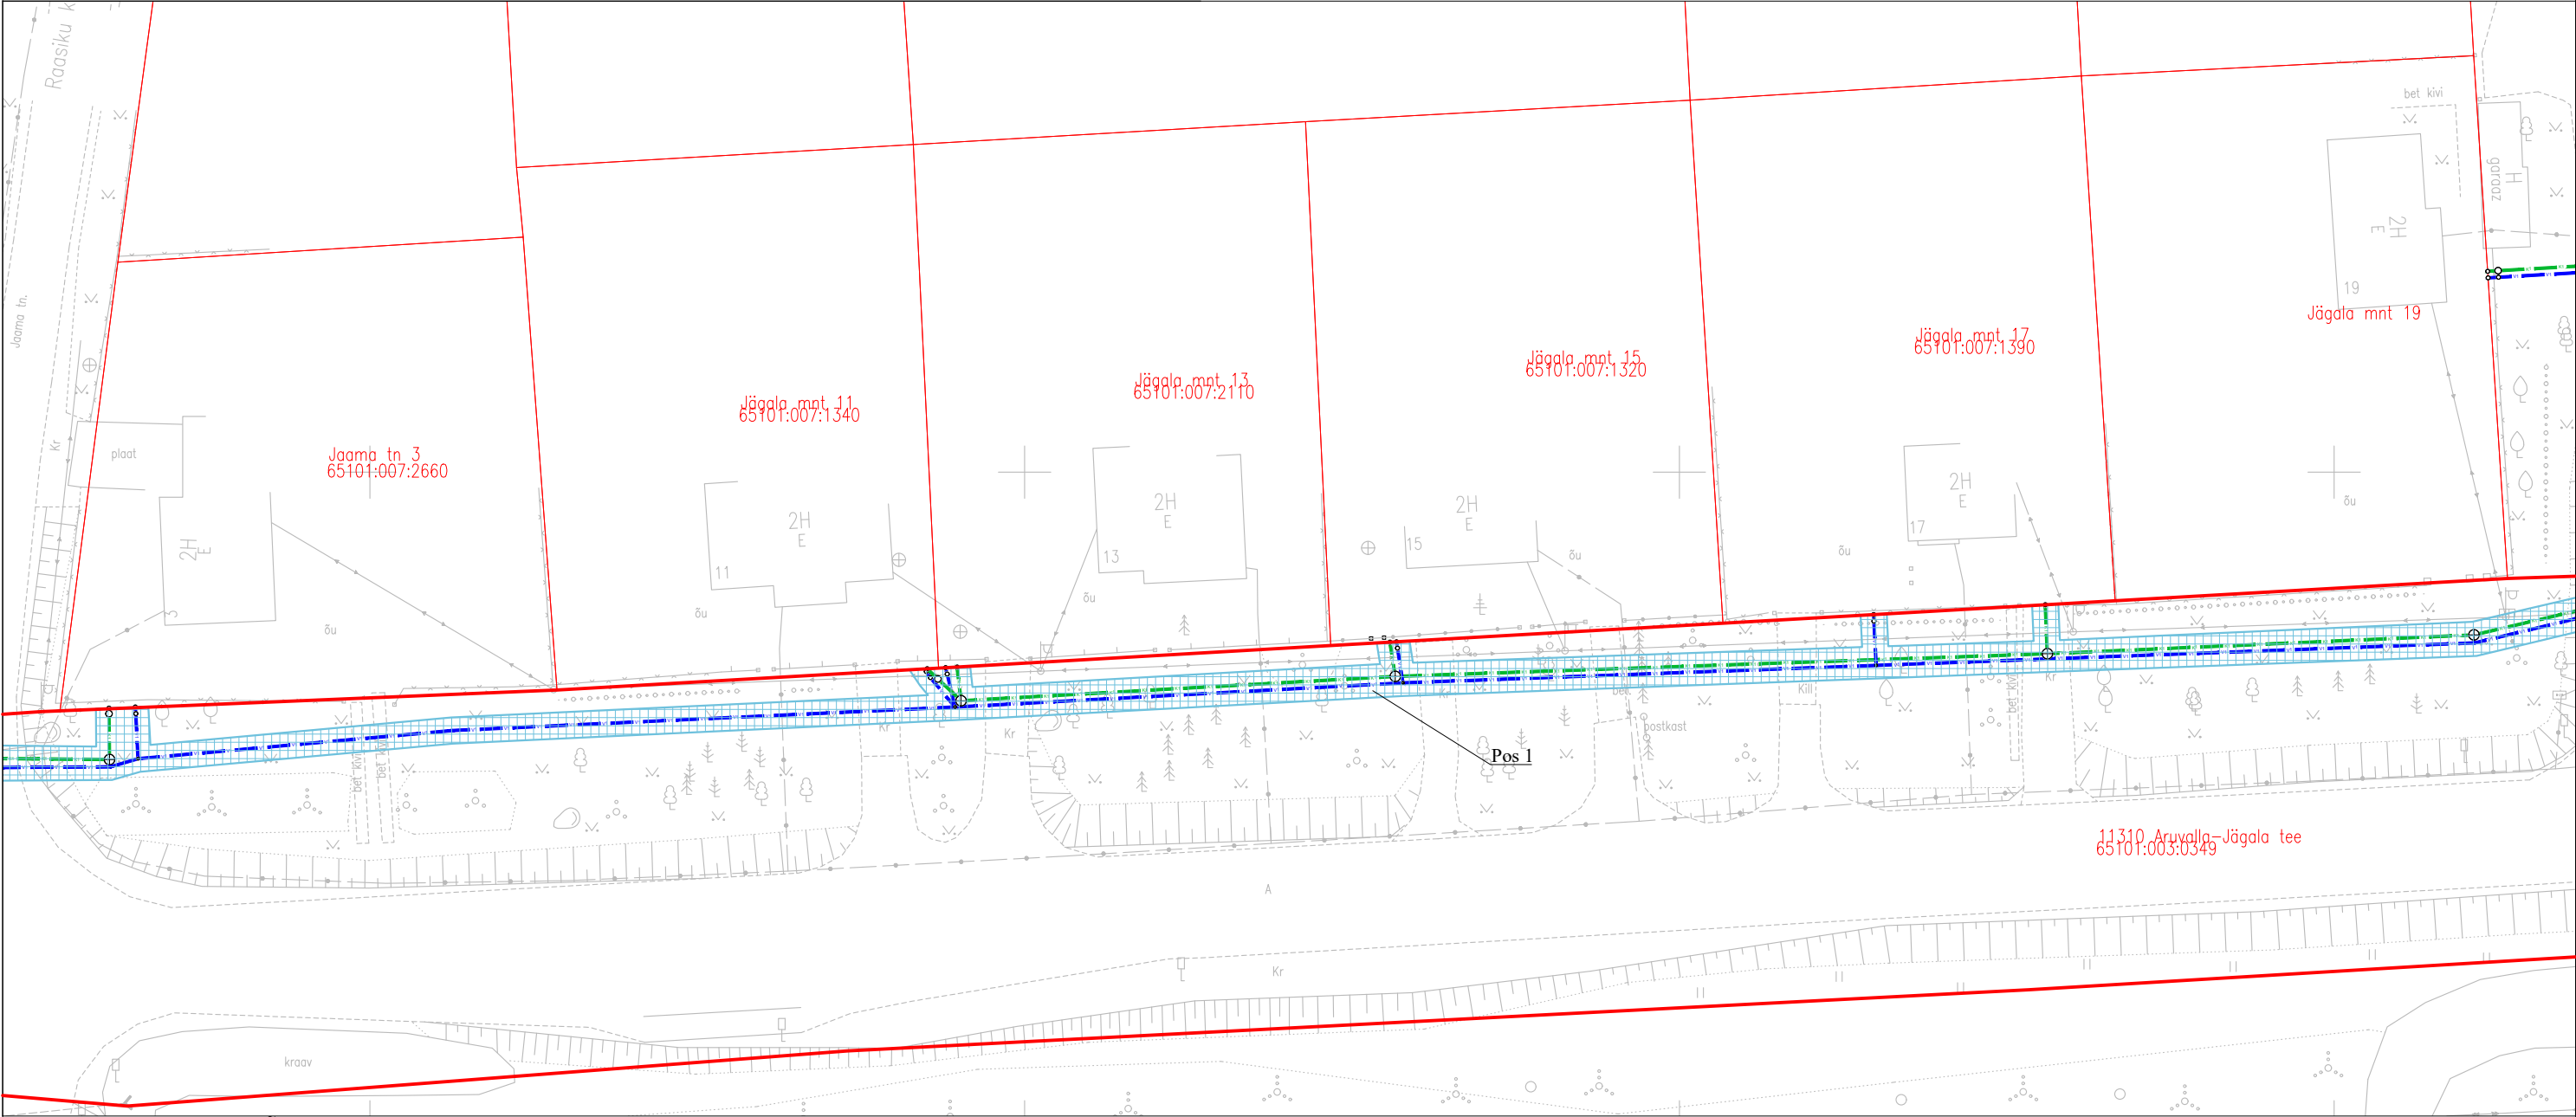 Raasiku k
Jaama tn.
bet kivi
garaaz
H
2H
E
19
Jägala mnt 19
Jägala mnt 17
65101:007:1390
Jägala mnt 15
65101:007:1320
Jägala mnt 13
65101:007:2110
Jägala mnt 11
65101:007:1340
Jaama tn 3
65101:007:2660
Kr
plaat
2H
E
3
õu
2H
E
11
õu
2H
E
13
õu
2H
E
15
õu
2H
E
17
õu
õu
bet kivi
bet kivi
Kr
Kr
Kr
Kill
bet kivi
Kr
postkast
Pos 1
11310 Aruvalla-Jägala tee
65101:003:0349
A
Kr
kraav